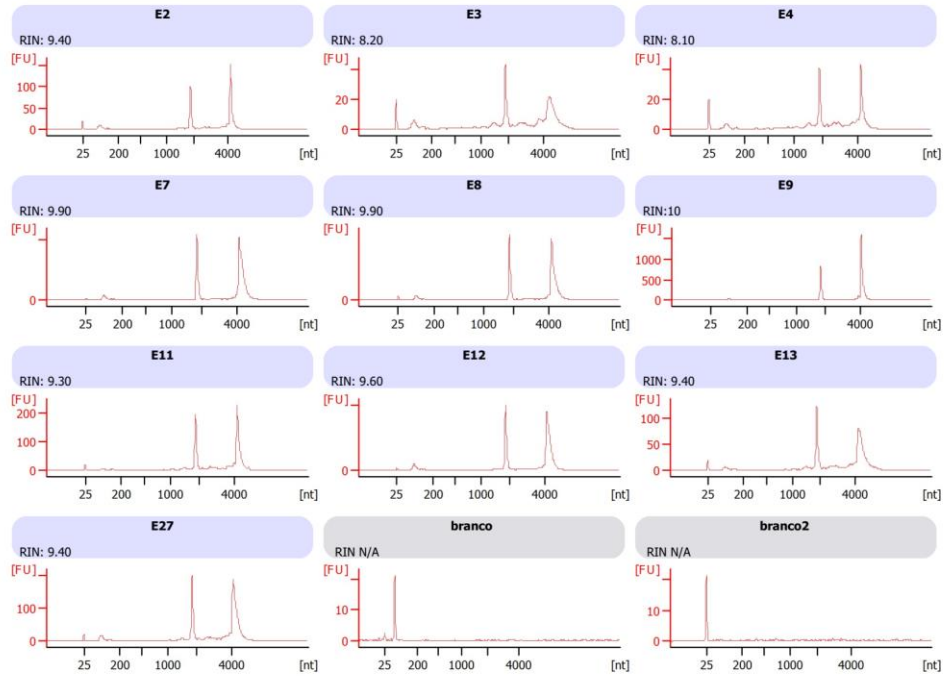 E2
RIN: 9.40
[FU]
100
50
0
25 200 1000 4000 [nt]
E3
RIN: 8.20
[FU]
20
0
25 200 1000 4000 [nt]
E4
RIN: 8.10
[FU]
20
0
25 200 1000 4000 [nt]
E7
RIN: 9.90
[FU]
0
25 200 1000 4000 [nt]
E8
RIN: 9.90
[FU]
0
25 200 1000 4000 [nt]
E9
RIN:10
[FU]
1000
500
0
25 200 1000 4000 [nt]
E11
RIN: 9.30
[FU]
200
100
0
25 200 1000 4000 [nt]
E12
RIN: 9.60
[FU]
0
25 200 1000 4000 [nt]
E13
RIN: 9.40
[FU]
100
50
0
25 200 1000 4000 [nt]
E27
RIN: 9.40
[FU]
100
0
25 200 1000 4000 [nt]
branco
RIN N/A
[FU]
10
0
25 200 1000 4000 [nt]
branco2
RIN N/A
[FU]
10
0
25 200 1000 4000 [nt]